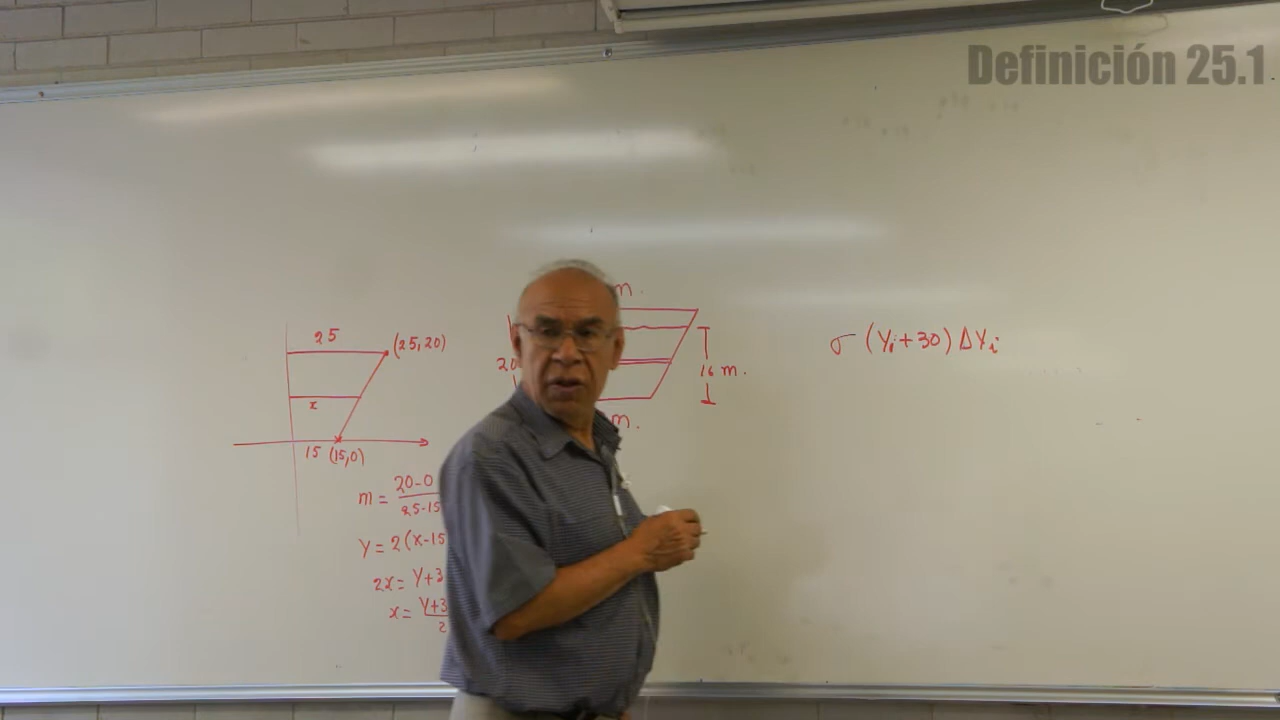 Definición 25.1
25
(25,20)
x
15 (15,0)
m = 20-0
25-15
Y = 2(x-15
2x = Y+3
x = Y+3
2
m.
20
16 m.
m.
σ (Yi+30) ΔYi